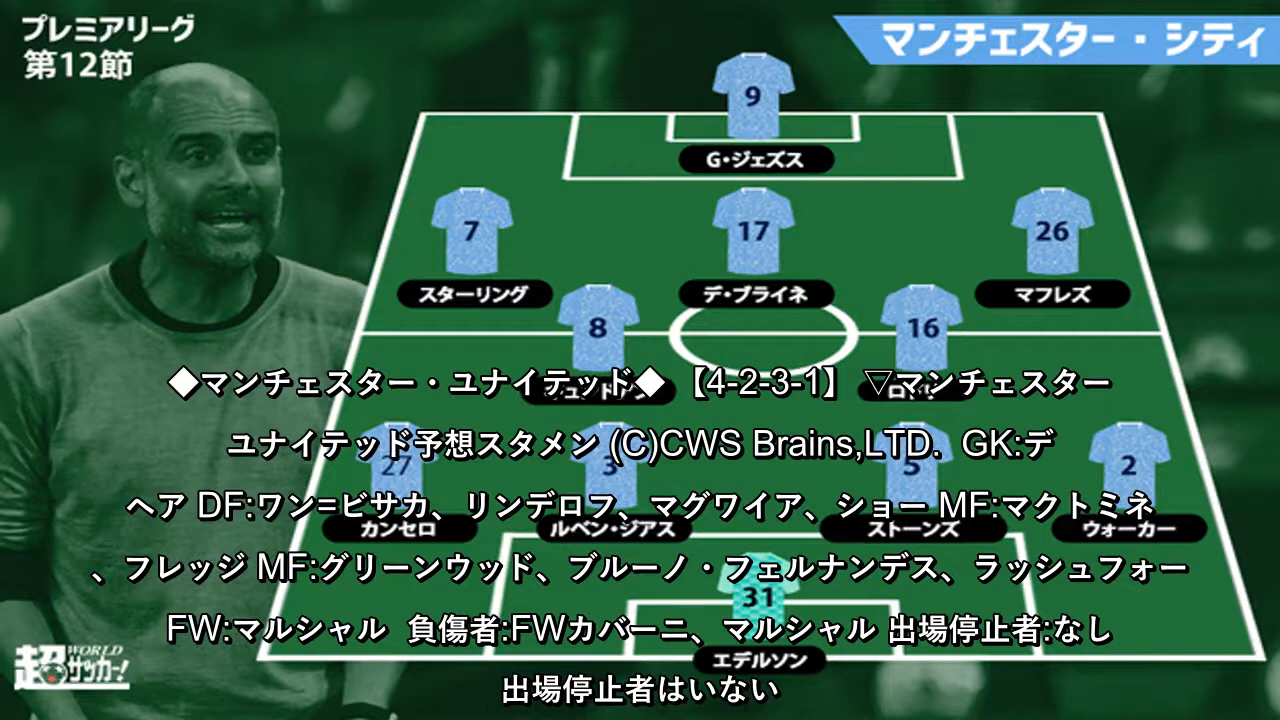 プレミアリーグ
第12節
マンチェスター・シティ
9
G・ジェズス
7
17
26
スターリング
デ・ブライネ
マフレズ
8
16
◆マンチェスター・ユナイテッド◆ 【4-2-3-1】 ▽マンチェスター
ユナイテッド予想スタメン (C)CWS Brains,LTD. GK:デ
27
3
5
2
ヘア DF:ワン=ビサカ、リンデロフ、マグワイア、ショー MF:マクトミネ
カンセロ
ルベン・ジアス
ストーンズ
ウォーカー
、フレッジ MF:グリーンウッド、ブルーノ・フェルナンデス、ラッシュフォー
31
FW:マルシャル 負傷者:FWカバーニ、マルシャル 出場停止者:なし
エデルソン
出場停止者はいない
超WORLDサッカー!